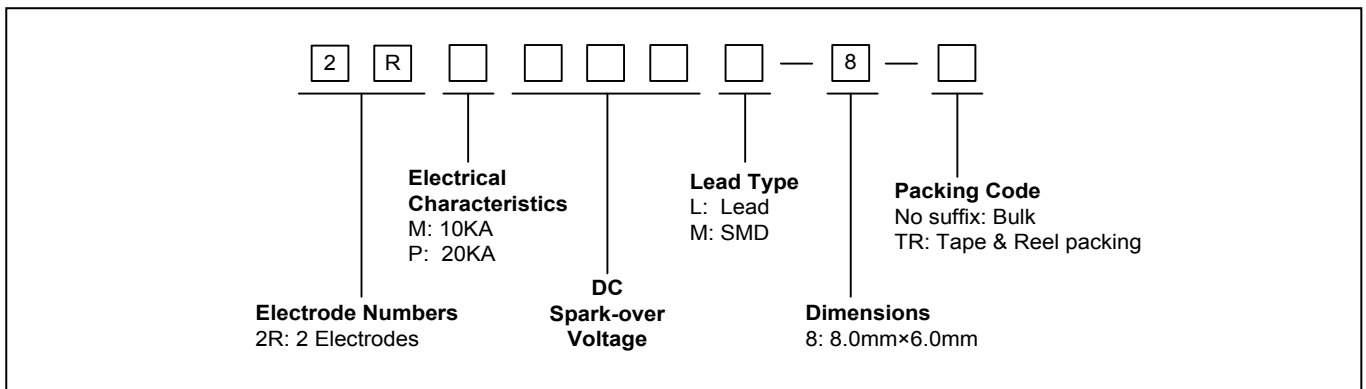 2 R — 8 —
Electrical
Characteristics
M: 10KA
P: 20KA
Lead Type
L: Lead
M: SMD
Packing Code
No suffix: Bulk
TR: Tape & Reel packing
Electrode Numbers
2R: 2 Electrodes
DC
Spark-over
Voltage
Dimensions
8: 8.0mm×6.0mm